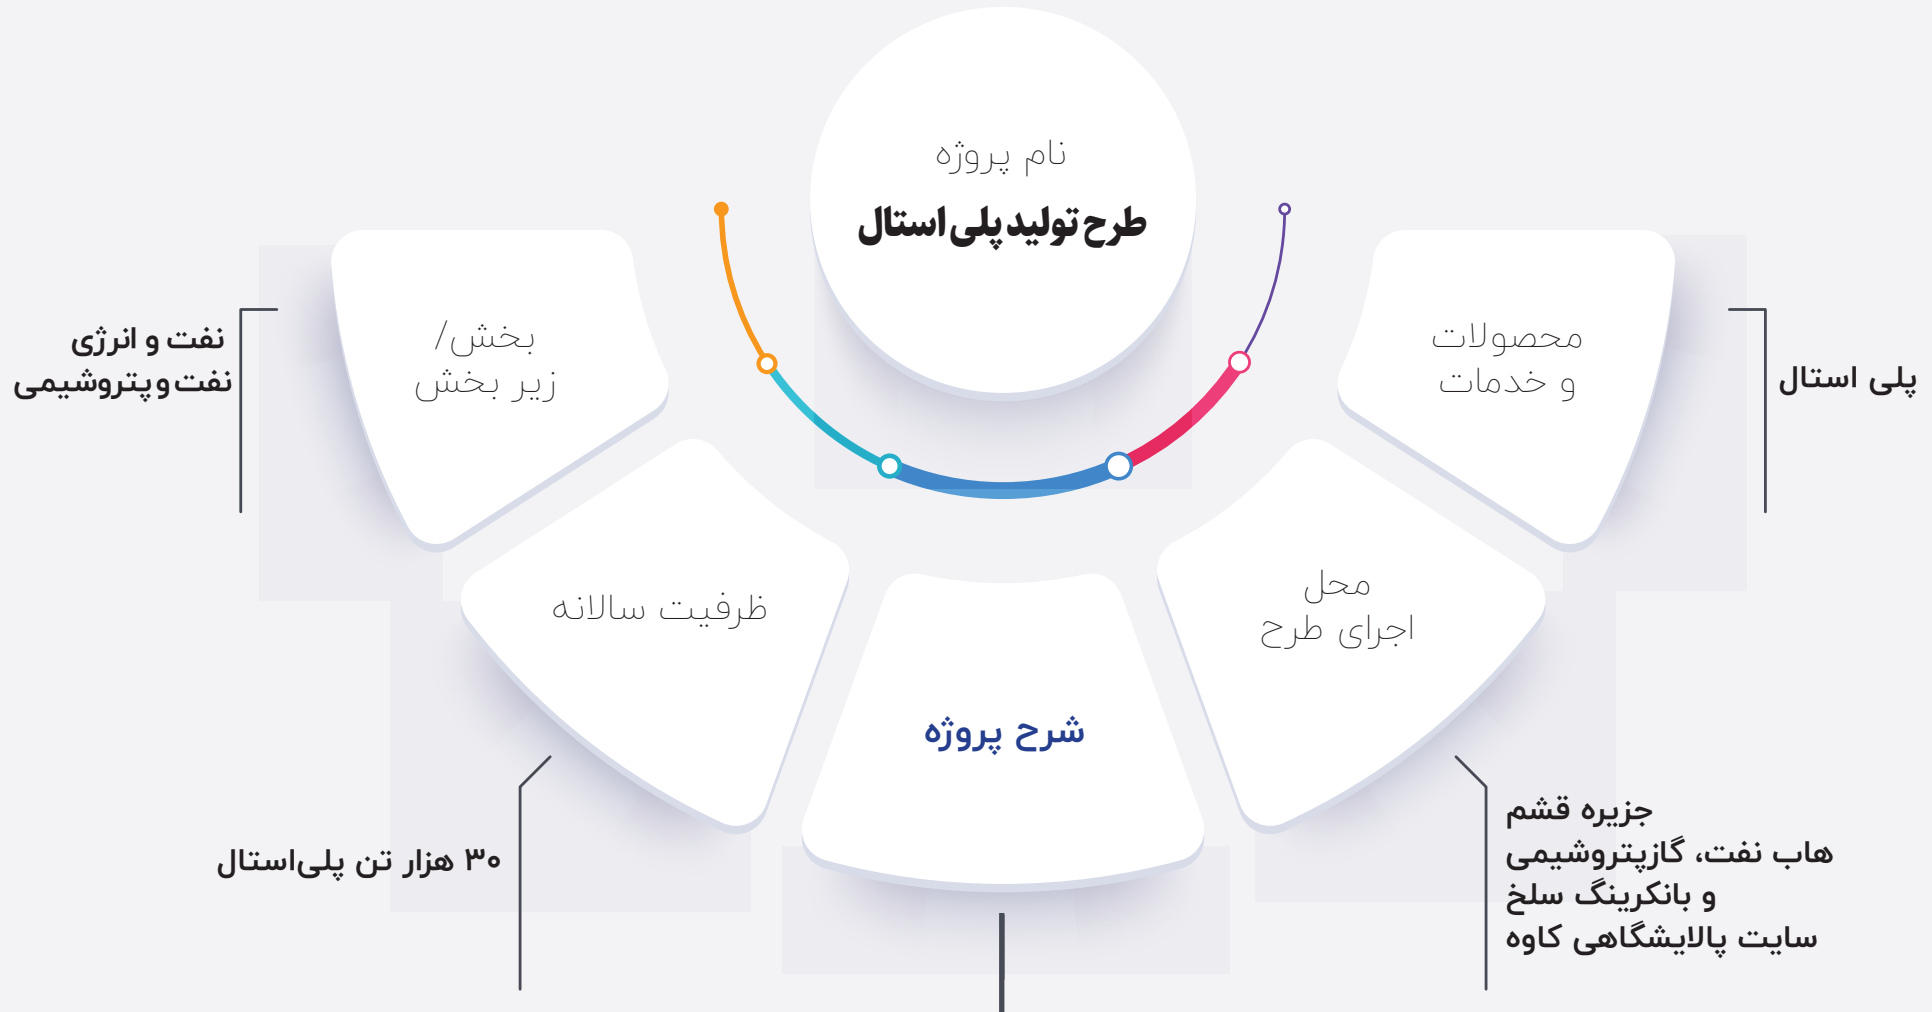 نام پروژه
طرح تولید پلی استال
محصولات
و خدمات
پلی استال
بخش/
زیر بخش
نفت و انرژی
نفت و پتروشیمی
محل
اجرای طرح
جزیره قشم
هاب نفت، گازپتروشیمی
و بانکرینگ سلخ
سایت پالایشگاهی کاوه
ظرفیت سالانه
۳۰ هزار تن پلی‌استال
شرح پروژه